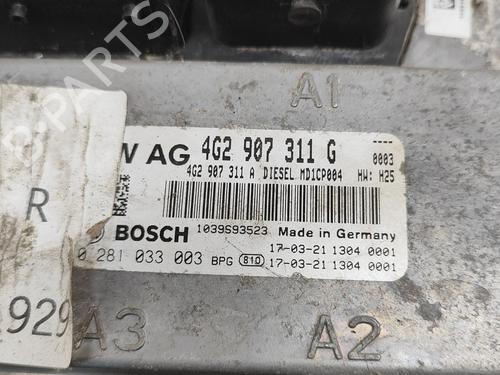 A1
W AG 4G2 907 311 G 0003
4G2 907 311 A DIESEL MD1CP004 HW: H25
R
BOSCH 1039S93523 Made in Germany
17-03-21 1304 0001
0 281 033 003 BPG 810 17-03-21 1304 0001
929
A3
A2
B-PARTS